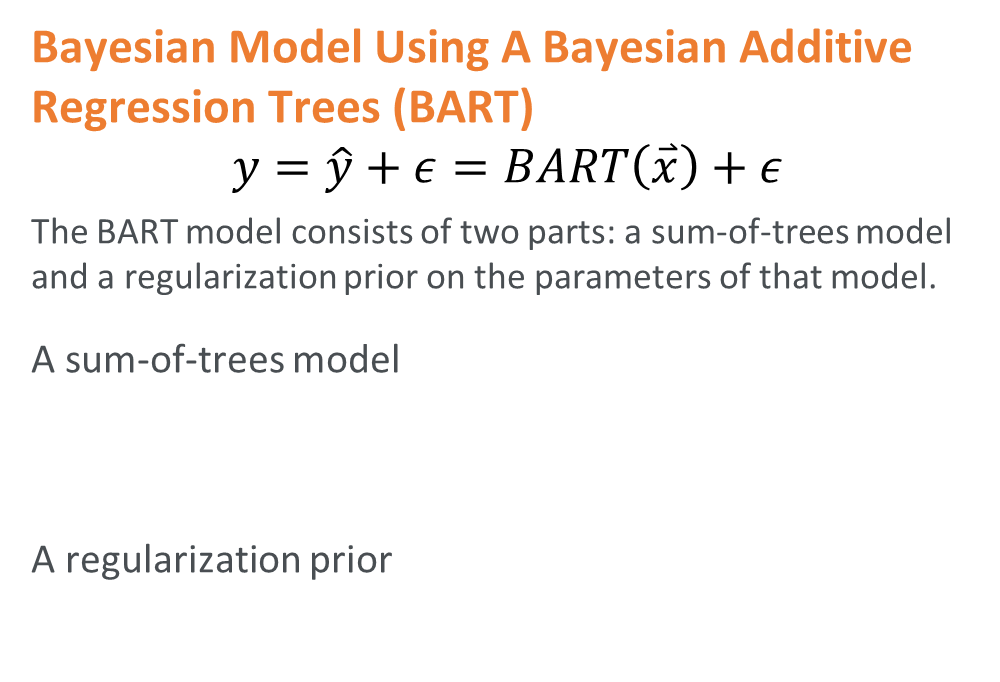 Bayesian Model Using A Bayesian Additive
Regression Trees (BART)
y = ŷ + ϵ = BART(x⃗) + ϵ
The BART model consists of two parts: a sum-of-trees model
and a regularization prior on the parameters of that model.
A sum-of-trees model
A regularization prior